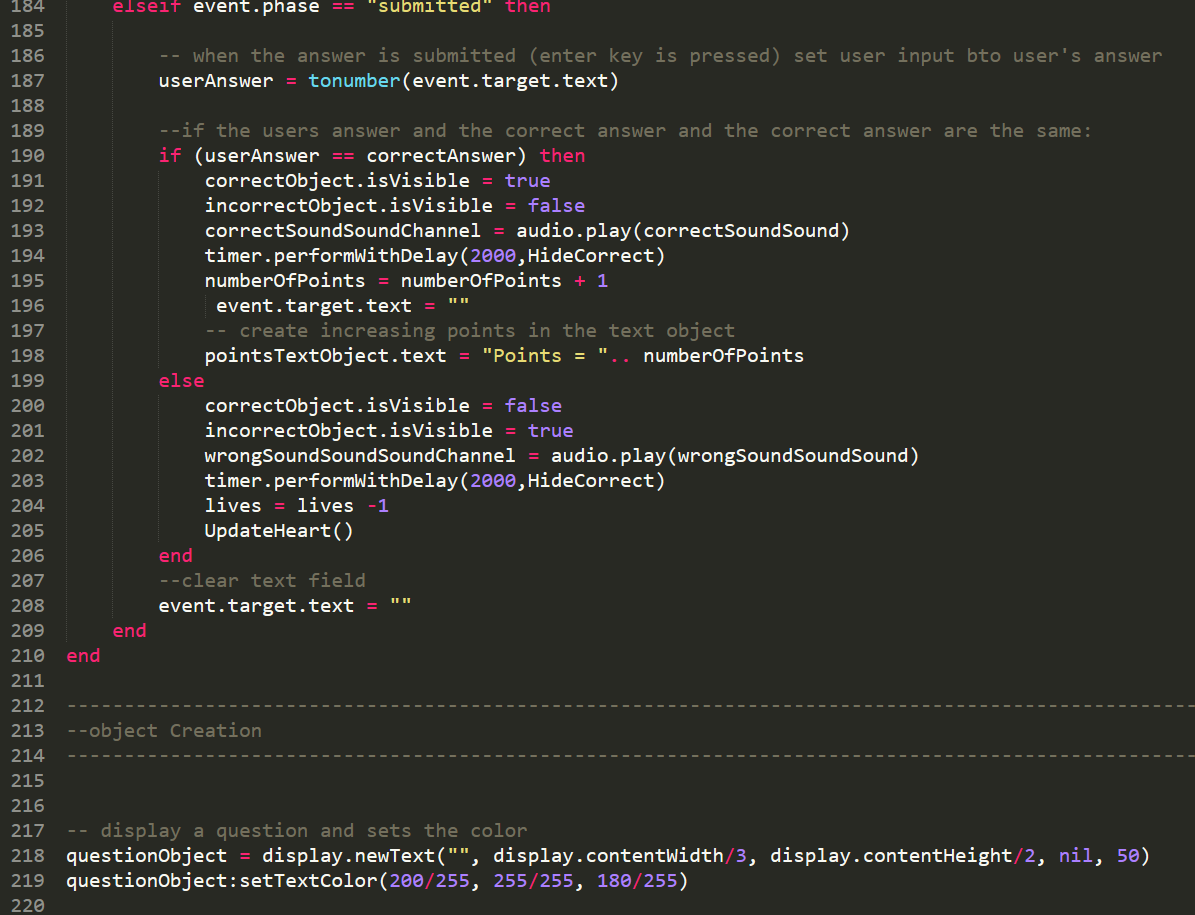 184 elseif event.phase == "submitted" then
185
186 -- when the answer is submitted (enter key is pressed) set user input bto user's answer
187 userAnswer = tonumber(event.target.text)
188
189 --if the users answer and the correct answer and the correct answer are the same:
190 if (userAnswer == correctAnswer) then
191 correctObject.isVisible = true
192 incorrectObject.isVisible = false
193 correctSoundSoundChannel = audio.play(correctSoundSound)
194 timer.performWithDelay(2000,HideCorrect)
195 numberOfPoints = numberOfPoints + 1
196 event.target.text = ""
197 -- create increasing points in the text object
198 pointsTextObject.text = "Points = ".. numberOfPoints
199 else
200 correctObject.isVisible = false
201 incorrectObject.isVisible = true
202 wrongSoundSoundSoundChannel = audio.play(wrongSoundSoundSound)
203 timer.performWithDelay(2000,HideCorrect)
204 lives = lives -1
205 UpdateHeart()
206 end
207 --clear text field
208 event.target.text = ""
209 end
210 end
211
212 --------------------------------------------------------------------------------------------------
213 --object Creation
214 --------------------------------------------------------------------------------------------------
215
216
217 -- display a question and sets the color
218 questionObject = display.newText("", display.contentWidth/3, display.contentHeight/2, nil, 50)
219 questionObject:setTextColor(200/255, 255/255, 180/255)
220